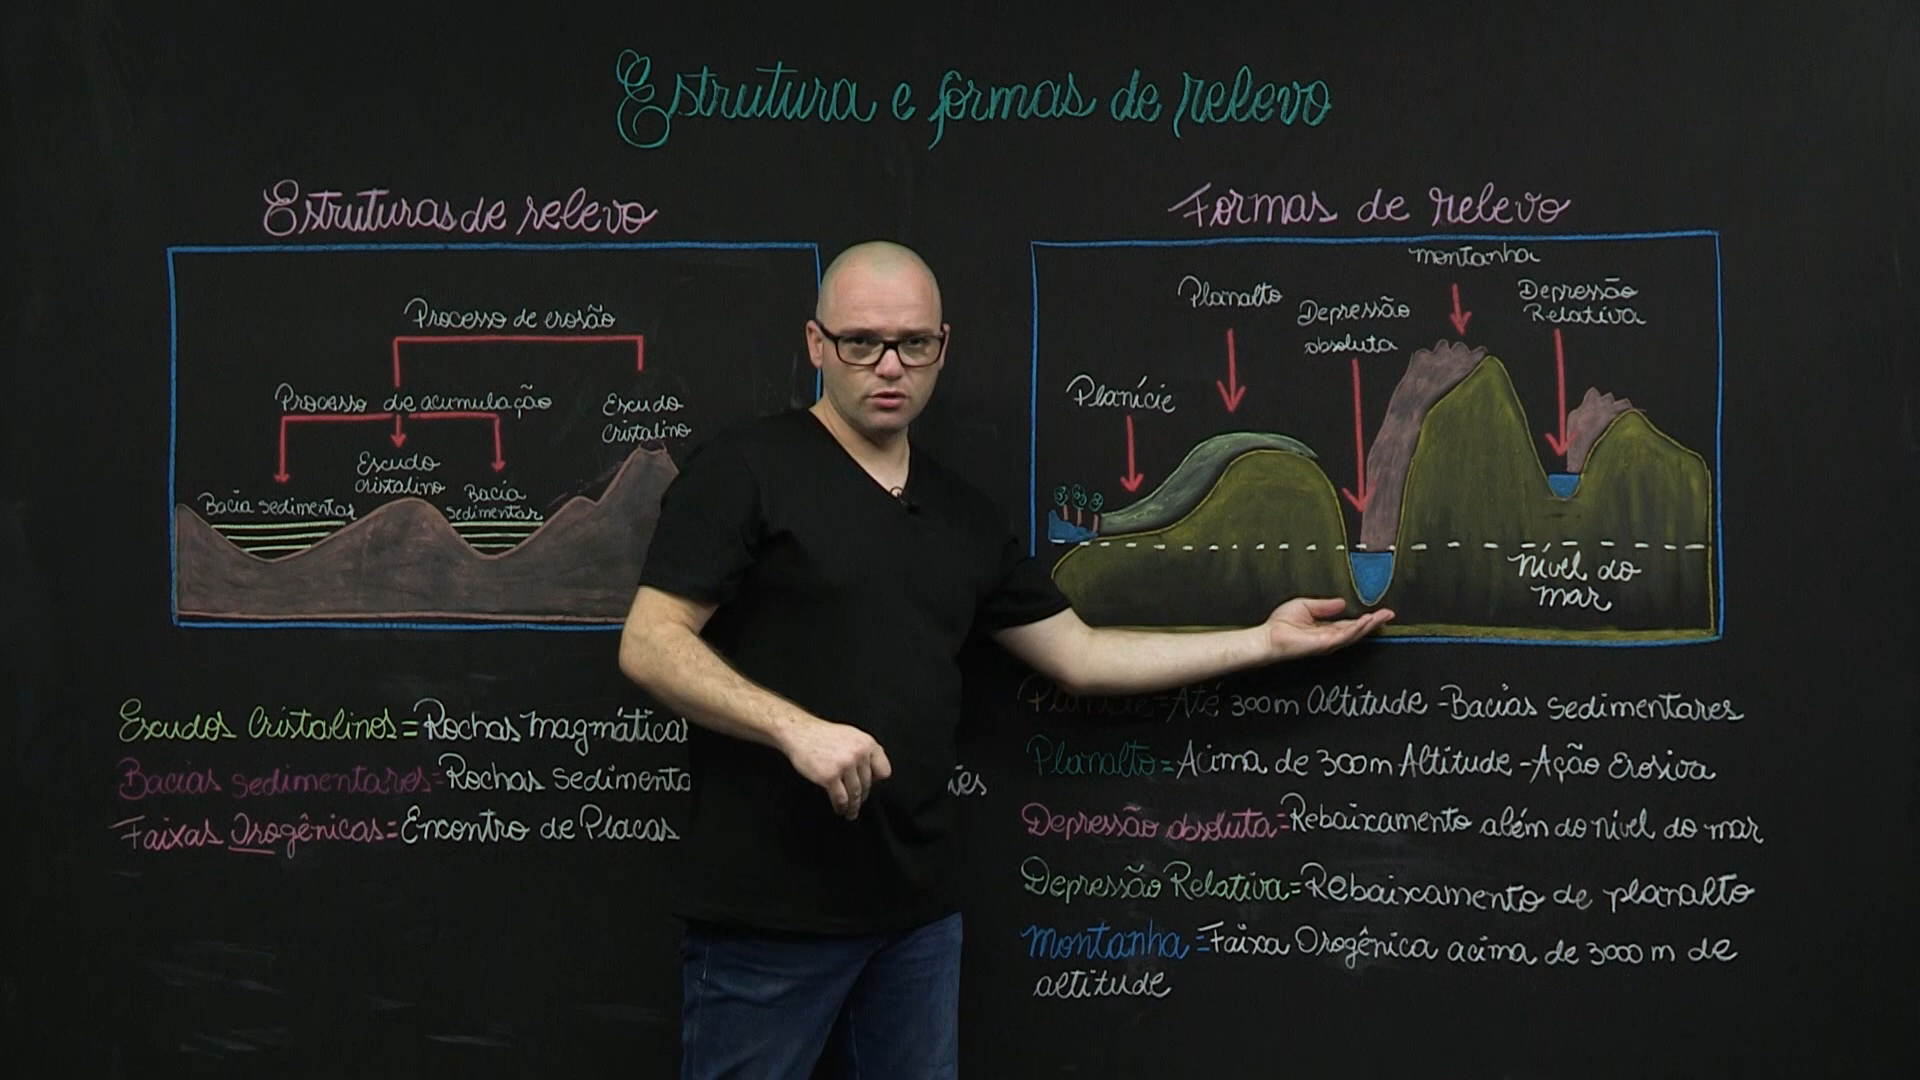 Estrutura e formas de relevo
Estruturas de relevo
Processo de erosão
Processo de acumulação
Escudo
Cristalino
Escudo
cristalino
Bacia sedimentar
Bacia
sedimentar
Escudos Cristalinos = Rochas magmáticas
Bacias sedimentares = Rochas sedimenta
Faixas Orogênicas = Encontro de Placas
Formas de relevo
montanha
Planalto
Depressão
absoluta
Depressão
Relativa
Planície
Nível do
mar
Planície = Até 300m Altitude - Bacias sedimentares
Planalto = Acima de 300m Altitude - Ação Erosiva
Depressão absoluta = Rebaixamento além do nível do mar
Depressão Relativa = Rebaixamento de planalto
montanha = Faixa Orogênica acima de 3000 m de
altitude